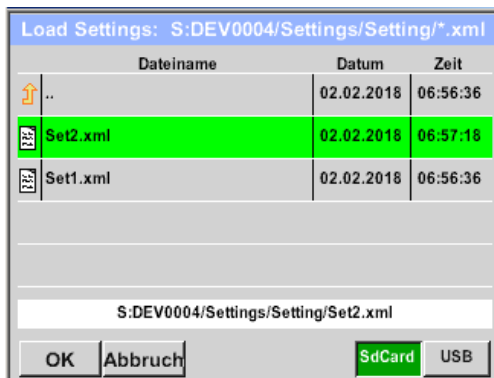 Load Settings: S:DEV0004/Settings/Setting/*.xml
Dateiname Datum Zeit
.. 02.02.2018 06:56:36
Set2.xml 02.02.2018 06:57:18
Set1.xml 02.02.2018 06:56:36
S:DEV0004/Settings/Setting/Set2.xml
OK Abbruch SdCard USB